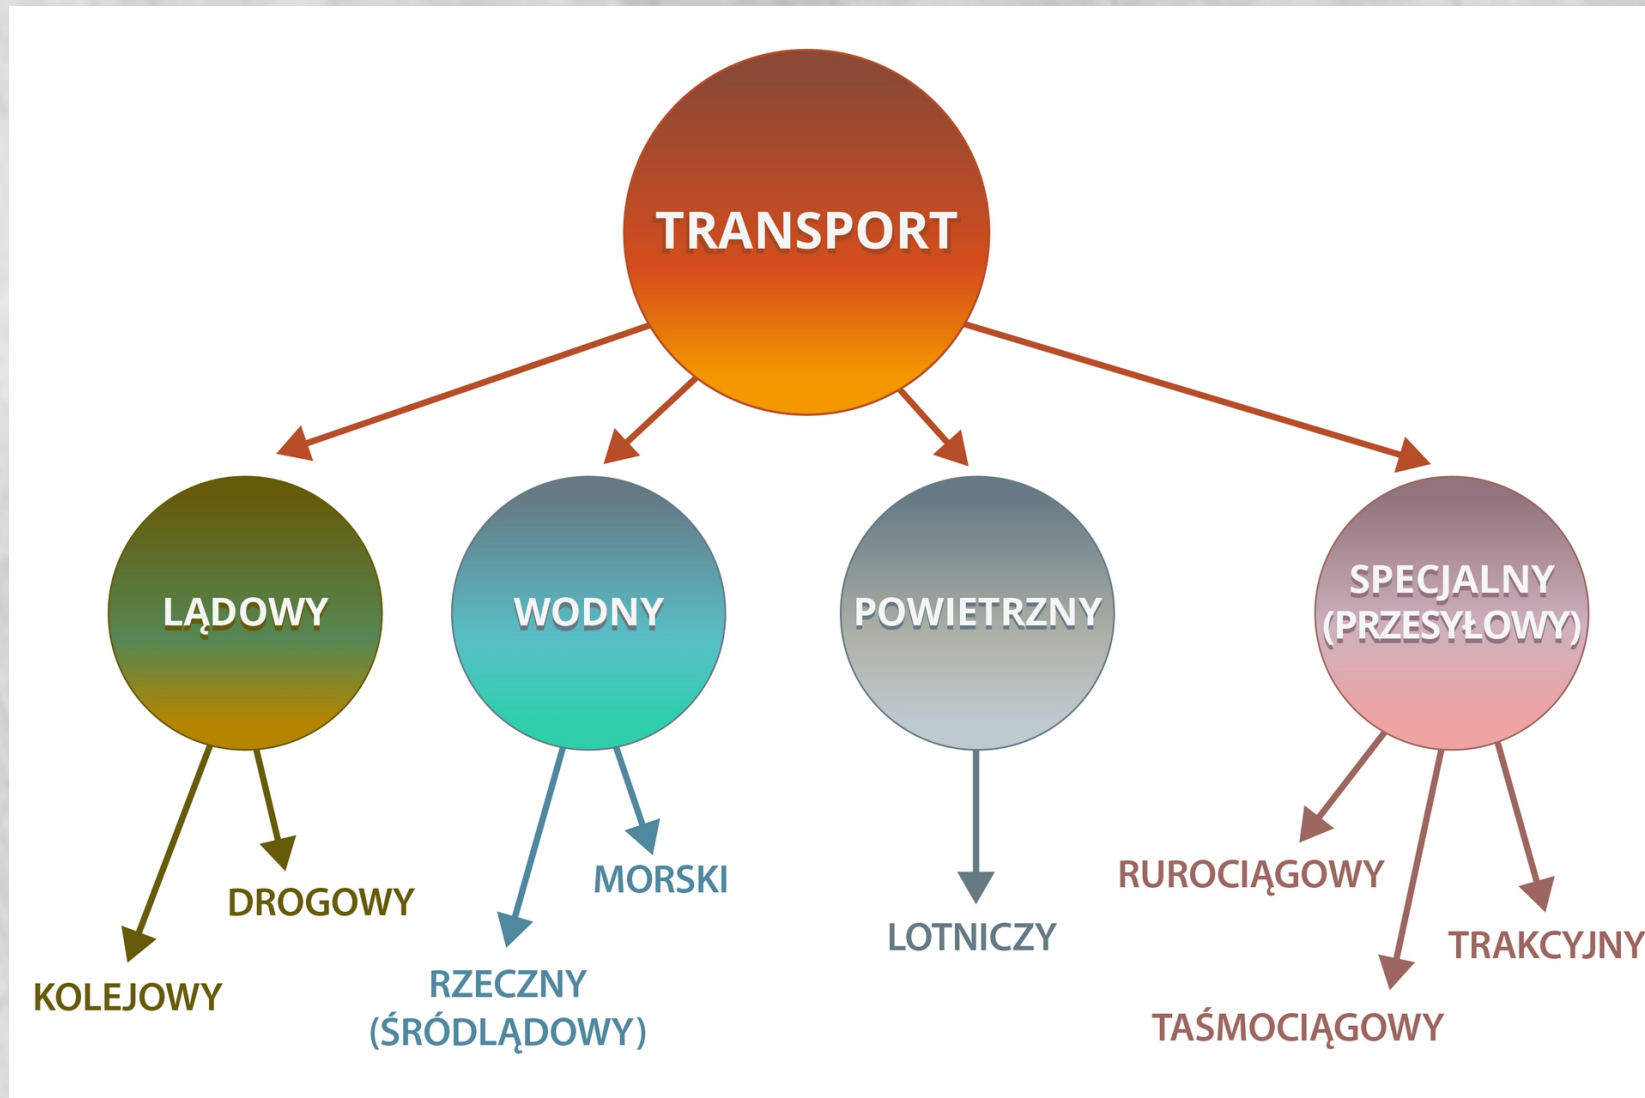 TRANSPORT
LĄDOWY
WODNY
POWIETRZNY
SPECJALNY
(PRZESYŁOWY)
KOLEJOWY
DROGOWY
RZECZNY
(ŚRÓDLĄDOWY)
MORSKI
LOTNICZY
RUROCIĄGOWY
TAŚMOCIĄGOWY
TRAKCYJNY